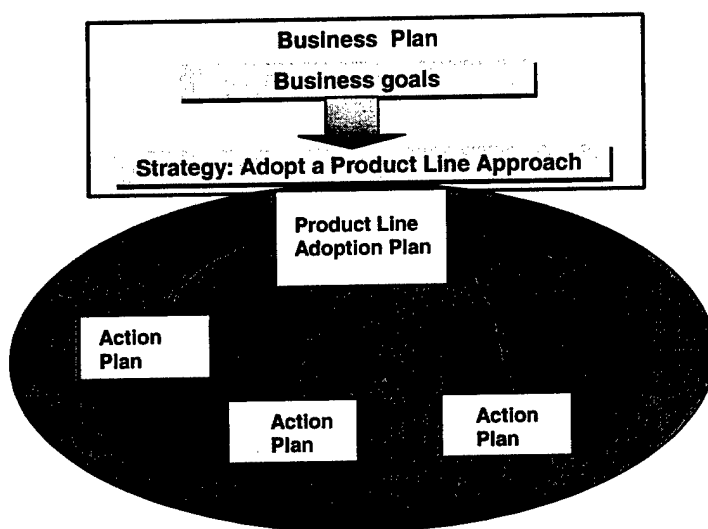 Business Plan
Business goals
Strategy: Adopt a Product Line Approach
Product Line
Adoption Plan
Action
Plan
Action
Plan
Action
Plan